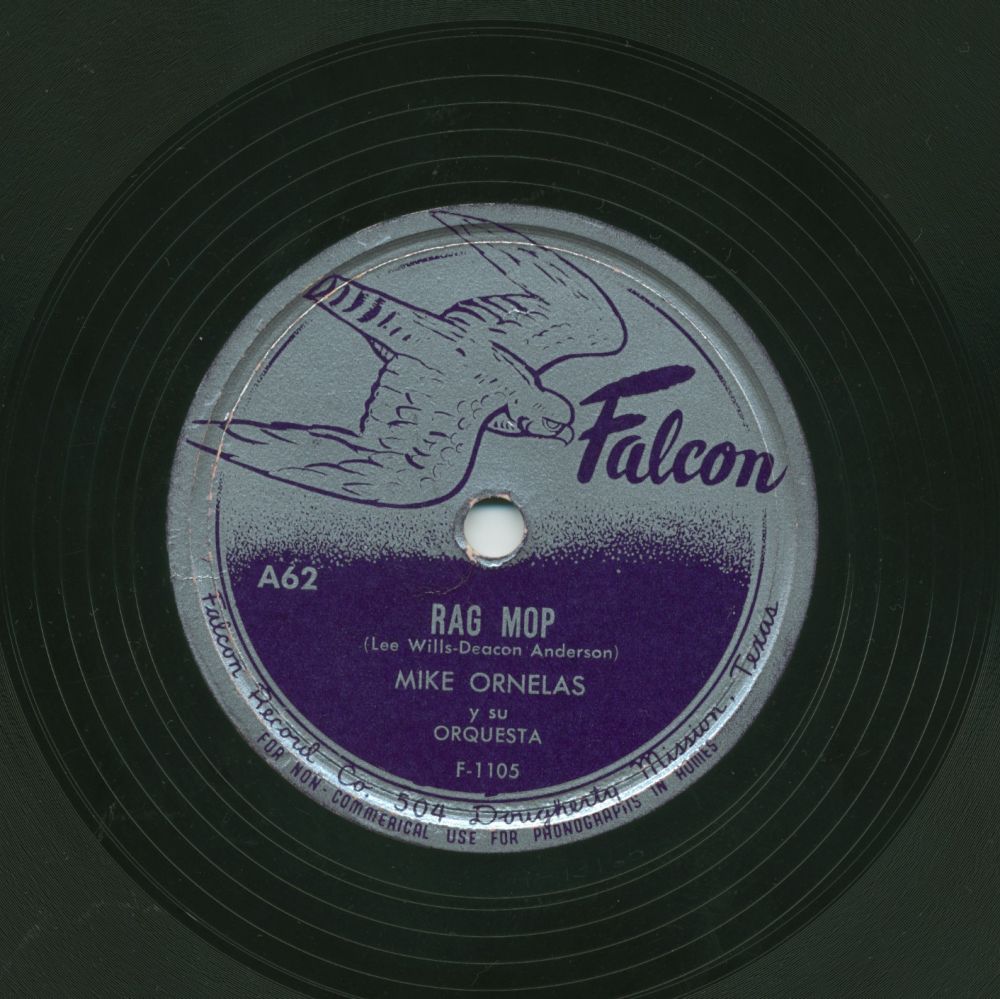 Falcon
A62
RAG MOP
(Lee Wills-Deacon Anderson)
MIKE ORNELAS
y su
ORQUESTA
F-1105
Falcon Record Co. 504 Dougherty Mission, Texas
FOR NON-COMMERICAL USE FOR PHONOGRAPHS IN HOMES